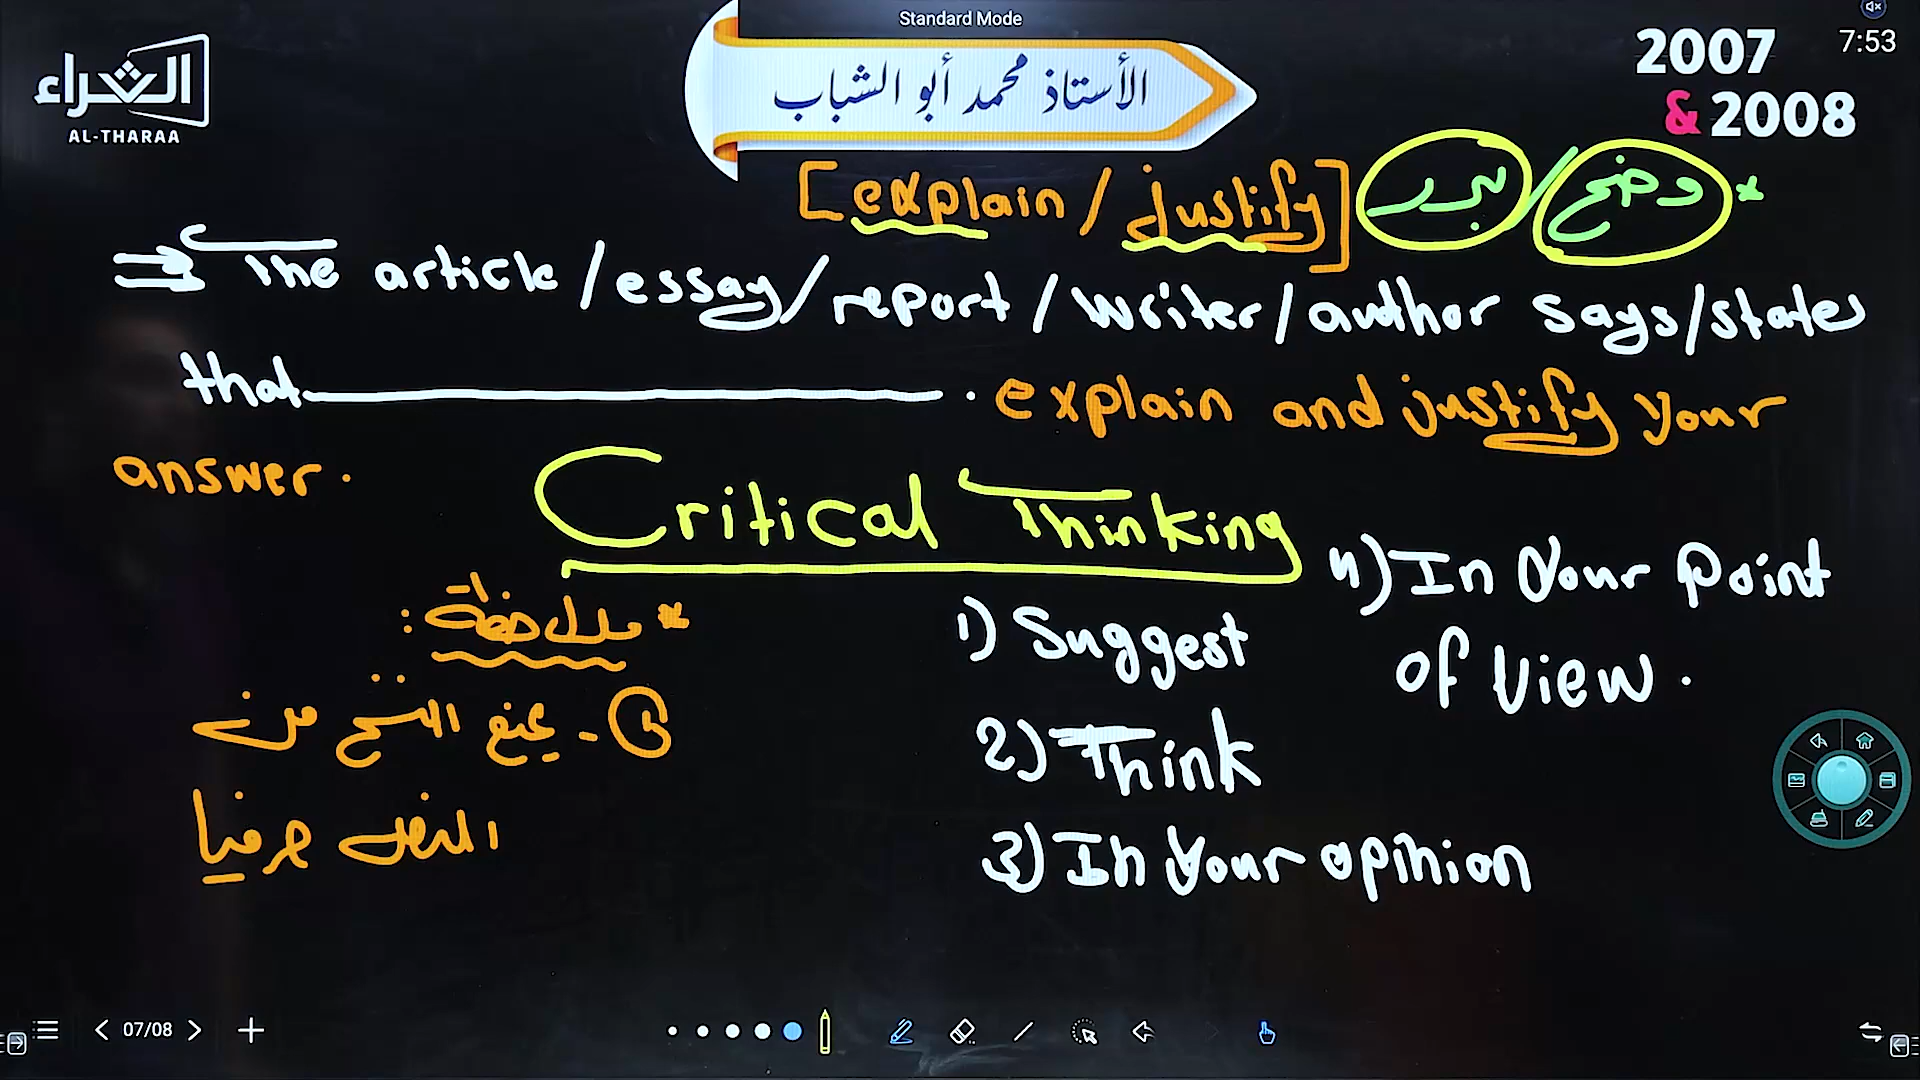 Standard Mode
7:53
الثراء
AL-THARAA
الأستاذ محمد أبو الشباب
2007
& 2008
[explain / justify] برر / وضح *
⇒ The article / essay / report / writer / author says/states
that ________ . explain and justify your
answer .
Critical Thinking
* ملاحظة :
يمنع النسخ من
النص حرفيا
1) Suggest
2) Think
3) In your opinion
4) In your point
of view .
07/08